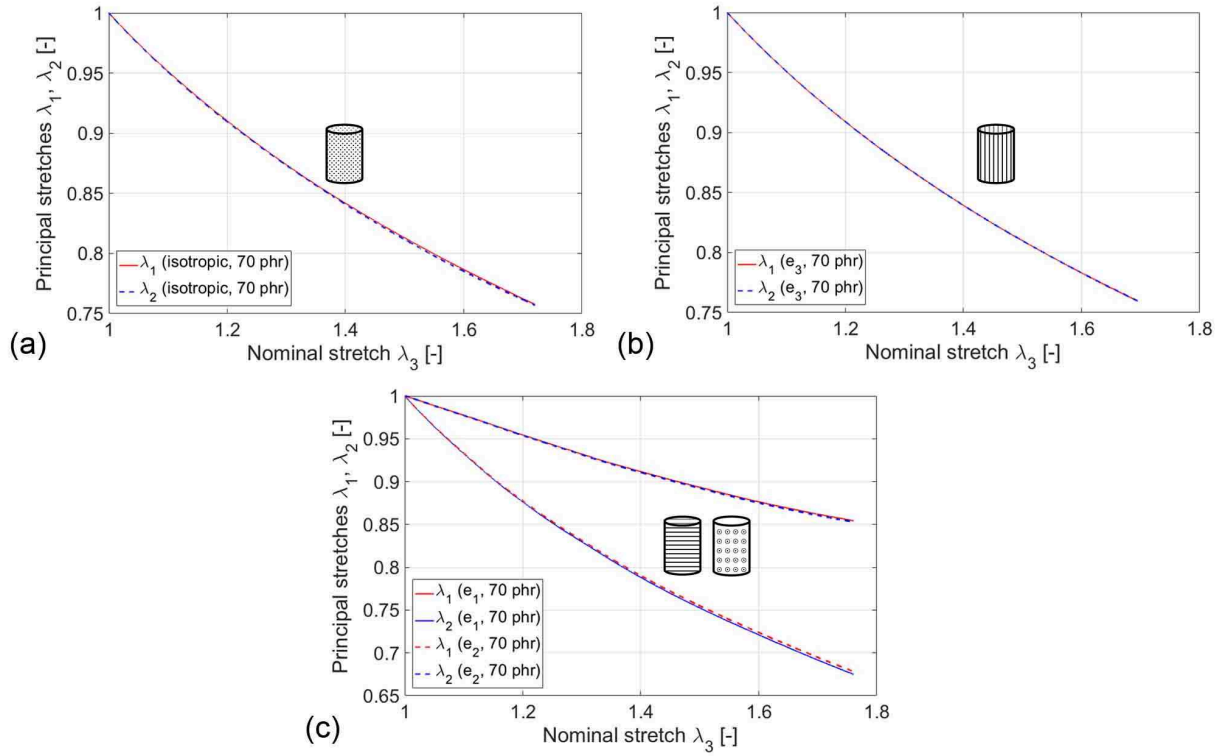 Principal stretches λ₁, λ₂ [-]
1
0.95
0.9
0.85
0.8
0.75
λ₁ (isotropic, 70 phr)
λ₂ (isotropic, 70 phr)
1 1.2 1.4 1.6 1.8
Nominal stretch λ₃ [-]
(a)
Principal stretches λ₁, λ₂ [-]
1
0.95
0.9
0.85
0.8
0.75
λ₁ (e₃, 70 phr)
λ₂ (e₃, 70 phr)
1 1.2 1.4 1.6 1.8
Nominal stretch λ₃ [-]
(b)
Principal stretches λ₁, λ₂ [-]
1
0.95
0.9
0.85
0.8
0.75
0.7
0.65
λ₁ (e₁, 70 phr)
λ₂ (e₁, 70 phr)
λ₁ (e₂, 70 phr)
λ₂ (e₂, 70 phr)
1 1.2 1.4 1.6 1.8
Nominal stretch λ₃ [-]
(c)